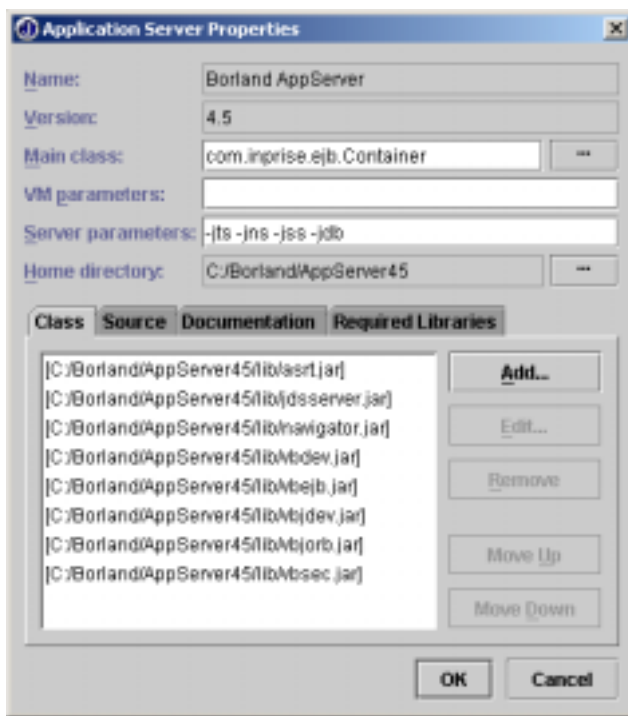 Application Server Properties
Name: Borland AppServer
Version: 4.5
Main class: com.inprise.ejb.Container ...
VM parameters:
Server parameters: -jts -jns -jss -jdb
Home directory: C:/Borland/AppServer45 ...
Class Source Documentation Required Libraries
[C:/Borland/AppServer45/lib/asrt.jar]
Add...
[C:/Borland/AppServer45/lib/jdsserver.jar]
[C:/Borland/AppServer45/lib/navigator.jar]
Edit...
[C:/Borland/AppServer45/lib/vbdev.jar]
[C:/Borland/AppServer45/lib/vbejb.jar]
Remove
[C:/Borland/AppServer45/lib/vbjdev.jar]
[C:/Borland/AppServer45/lib/vbjorb.jar]
Move Up
[C:/Borland/AppServer45/lib/vbsec.jar]
Move Down
OK Cancel